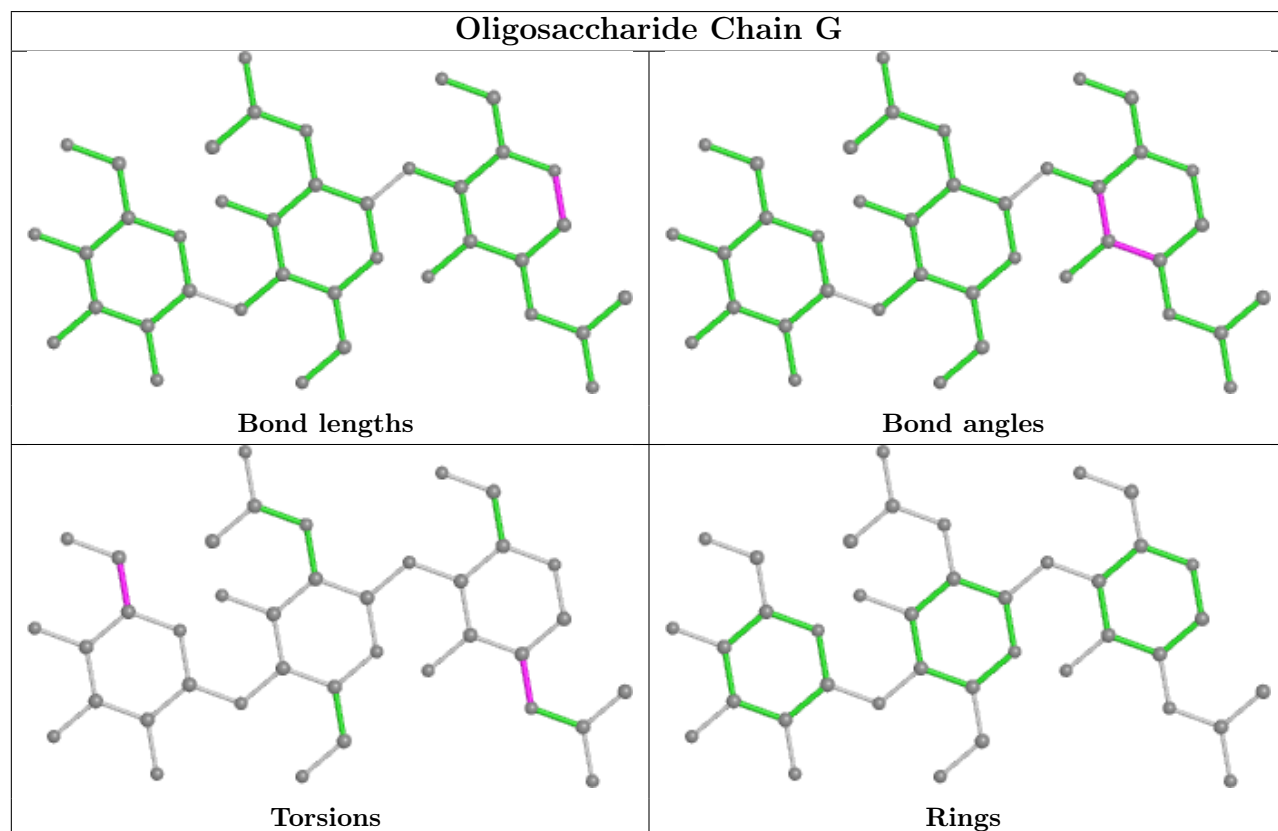 Oligosaccharide Chain G
Bond lengths
Bond angles
Torsions
Rings